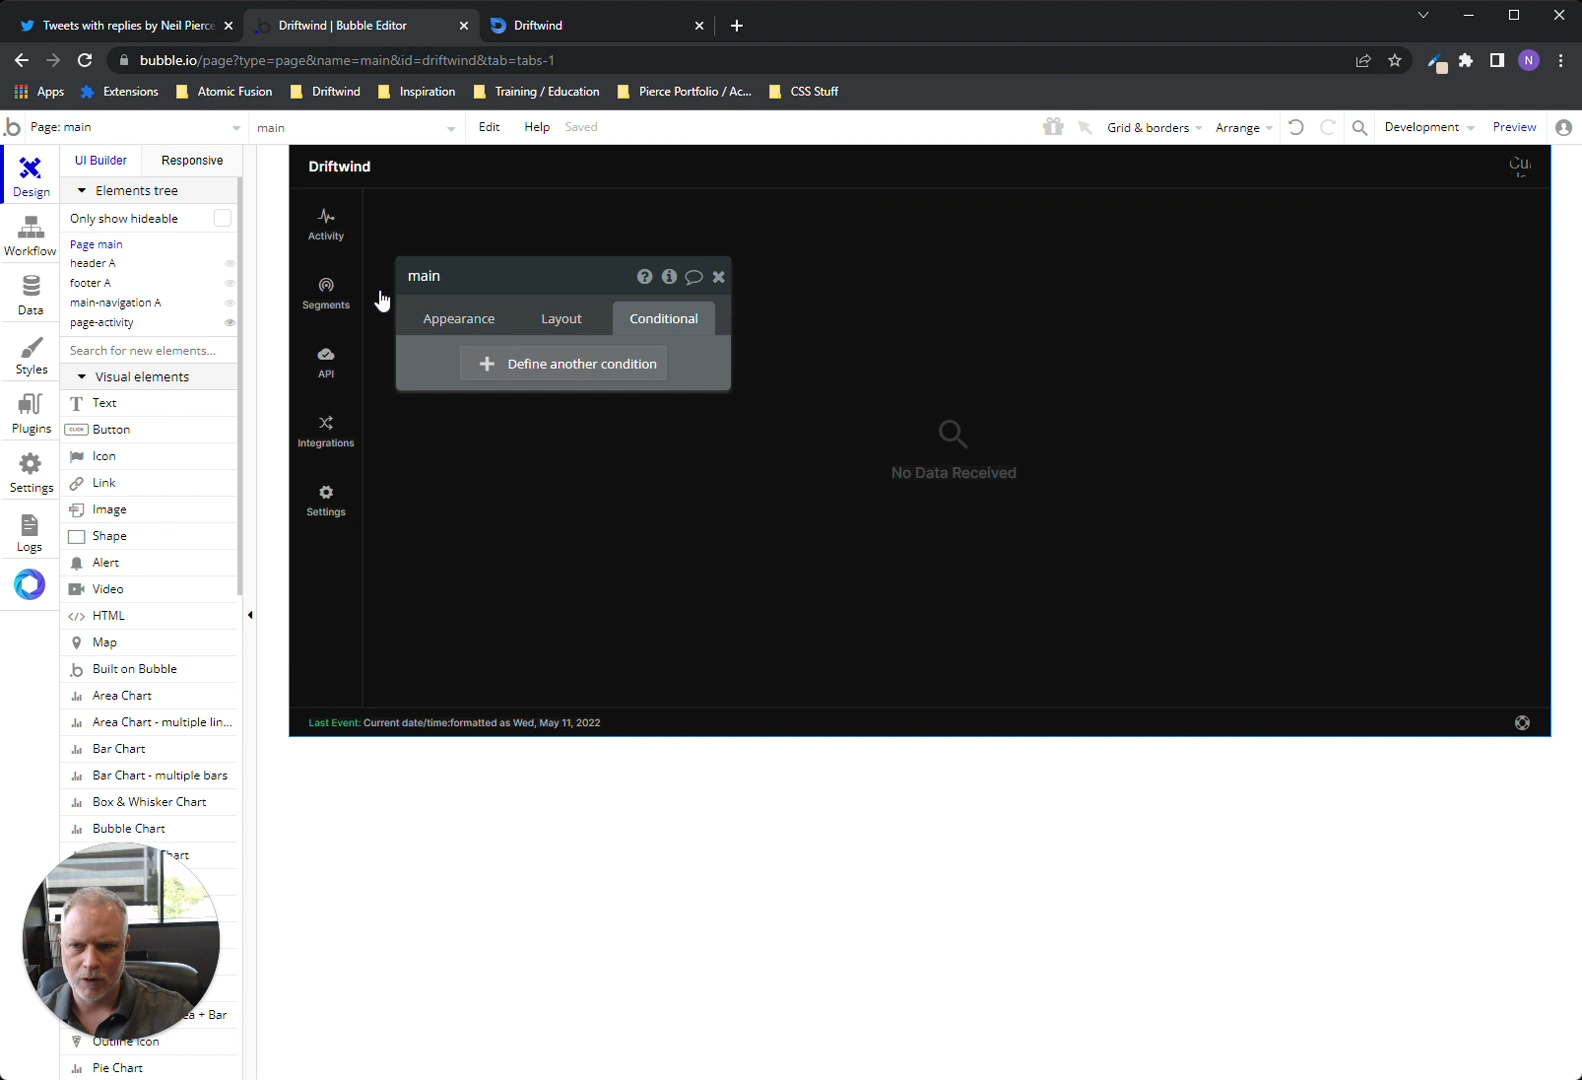 Tweets with replies by Neil Pierce
Driftwind | Bubble Editor
Driftwind
bubble.io/page?type=page&name=main&id=driftwind&tab=tabs-1
N
Apps
Extensions
Atomic Fusion
Driftwind
Inspiration
Training / Education
Pierce Portfolio / Ac...
CSS Stuff
Page: main
main
Edit
Help
Saved
Grid & borders
Arrange
Development
Preview
Design
Workflow
Data
Styles
Plugins
Settings
Logs
UI Builder
Responsive
Elements tree
Only show hideable
Page main
header A
footer A
main-navigation A
page-activity
Search for new elements...
Visual elements
Text
CLICK
Button
Icon
Link
Image
Shape
Alert
Video
HTML
Map
Built on Bubble
Area Chart
Area Chart - multiple lin...
Bar Chart
Bar Chart - multiple bars
Box & Whisker Chart
Bubble Chart
hart
ea + Bar
Outline Icon
Pie Chart
Driftwind
Activity
Segments
API
Integrations
Settings
main
Appearance
Layout
Conditional
Define another condition
No Data Received
Last Event: Current date/time:formatted as Wed, May 11, 2022